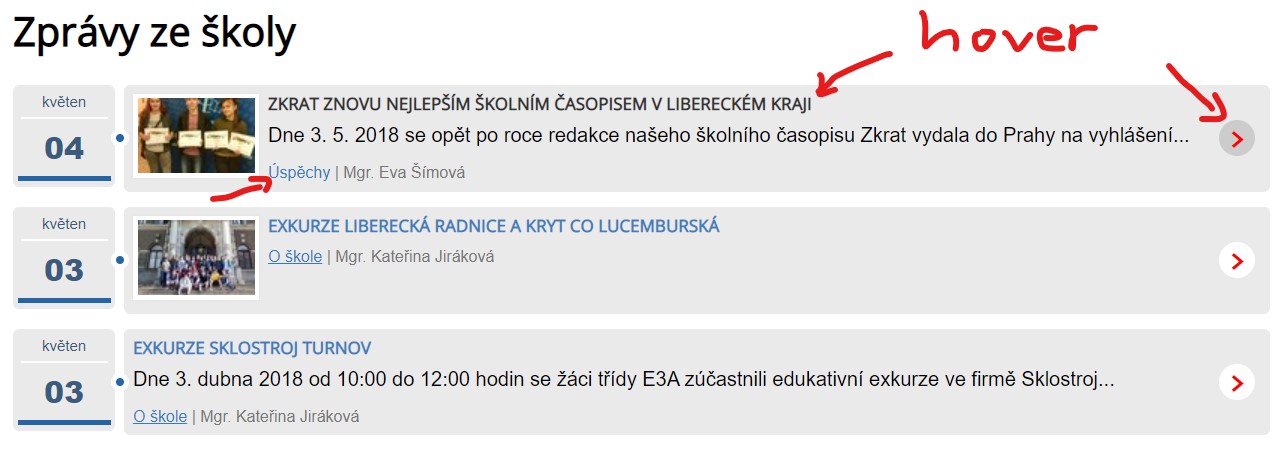 Zprávy ze školy
hover
květen
04
ZKRAT ZNOVU NEJLEPŠÍM ŠKOLNÍM ČASOPISEM V LIBERECKÉM KRAJI
Dne 3. 5. 2018 se opět po roce redakce našeho školního časopisu Zkrat vydala do Prahy na vyhlášení...
Úspěchy | Mgr. Eva Šímová
květen
03
EXKURZE LIBERECKÁ RADNICE A KRYT CO LUCEMBURSKÁ
O škole | Mgr. Kateřina Jiráková
květen
03
EXKURZE SKLOSTROJ TURNOV
Dne 3. dubna 2018 od 10:00 do 12:00 hodin se žáci třídy E3A zúčastnili edukativní exkurze ve firmě Sklostroj...
O škole | Mgr. Kateřina Jiráková